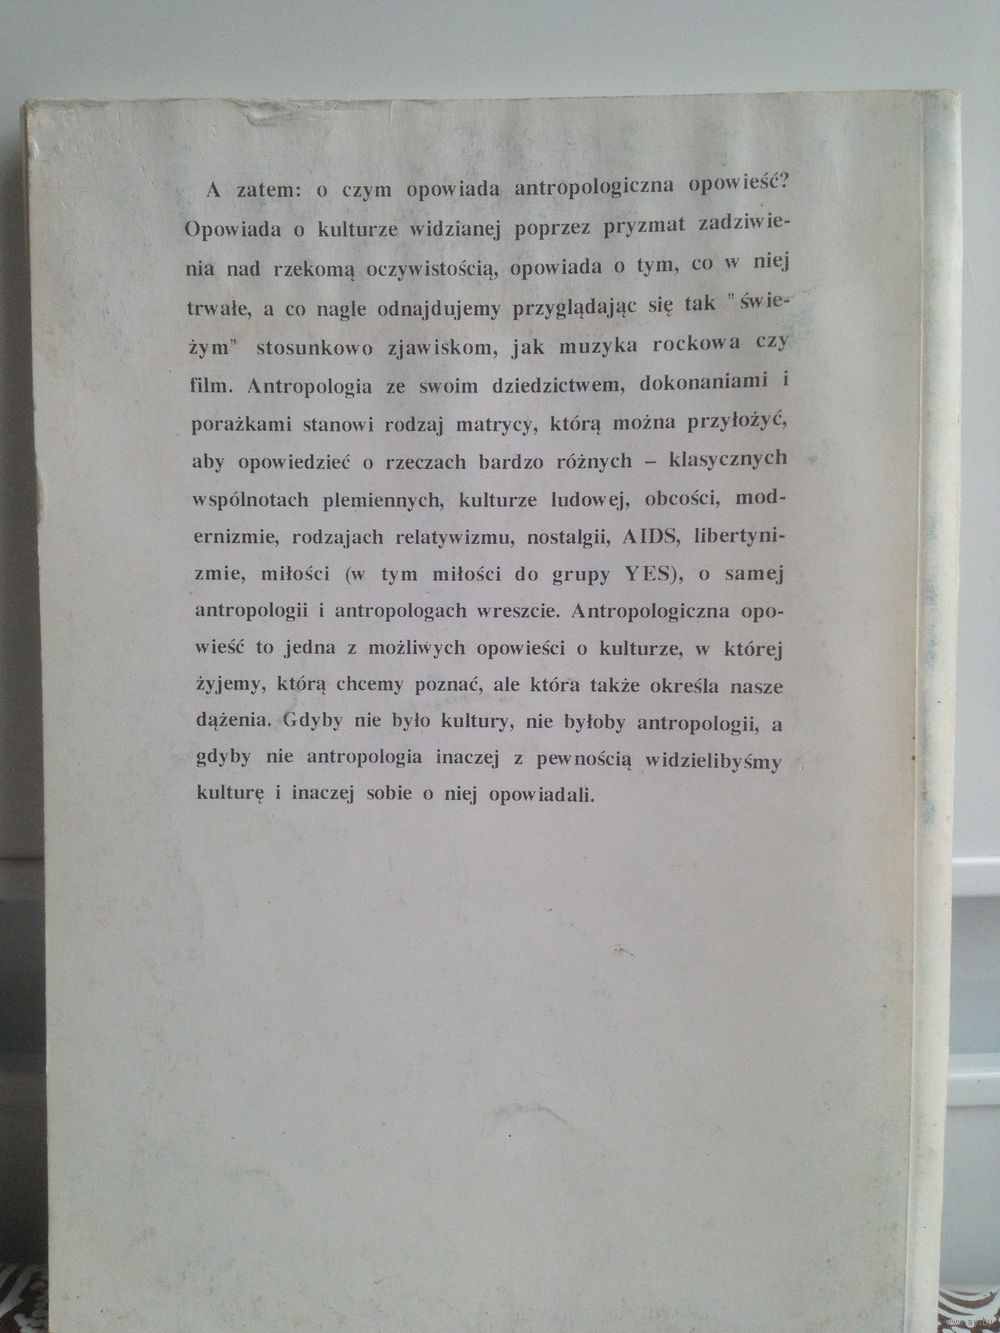 A zatem: o czym opowiada antropologiczna opowieść?
Opowiada o kulturze widzianej poprzez pryzmat zadziwie-
nia nad rzekomą oczywistością, opowiada o tym, co w niej
trwałe, a co nagle odnajdujemy przyglądając się tak "świe-
żym" stosunkowo zjawiskom, jak muzyka rockowa czy
film. Antropologia ze swoim dziedzictwem, dokonaniami i
porażkami stanowi rodzaj matrycy, którą można przyłożyć,
aby opowiedzieć o rzeczach bardzo różnych – klasycznych
wspólnotach plemiennych, kulturze ludowej, obcości, mod-
ernizmie, rodzajach relatywizmu, nostalgii, AIDS, libertyni-
zmie, miłości (w tym miłości do grupy YES), o samej
antropologii i antropologach wreszcie. Antropologiczna opo-
wieść to jedna z możliwych opowieści o kulturze, w której
żyjemy, którą chcemy poznać, ale która także określa nasze
dążenia. Gdyby nie było kultury, nie byłoby antropologii, a
gdyby nie antropologia inaczej z pewnością widzielibyśmy
kulturę i inaczej sobie o niej opowiadali.